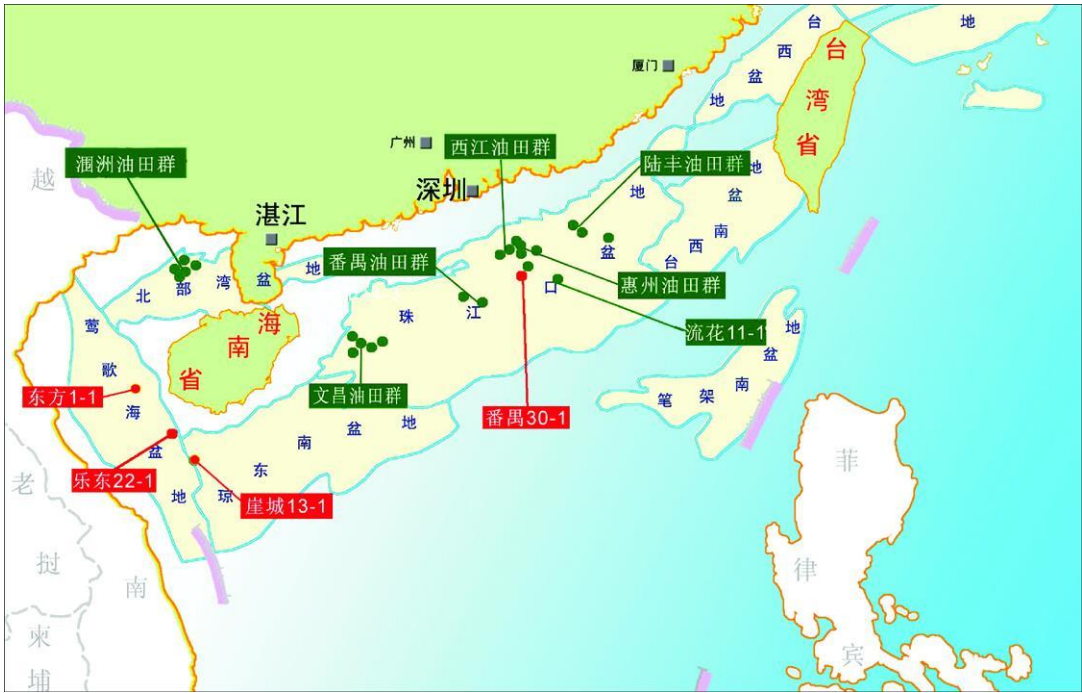 台西盆地
地
台湾省
厦门
广州
西江油田群
陆丰油田群
涠洲油田群
深圳
湛江
越南
番禺油田群
惠州油田群
北部湾盆地
珠江口盆地
台西南盆地
海南省
流花11-1
莺歌海盆地
东方1-1
文昌油田群
番禺30-1
笔架南盆地
乐东22-1
崖城13-1
琼东南盆地
老挝
菲律宾
柬埔